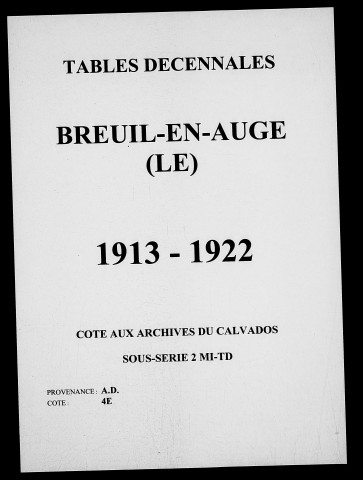 TABLES DECENNALES
BREUIL-EN-AUGE
(LE)
1913 - 1922
COTE AUX ARCHIVES DU CALVADOS
SOUS-SERIE 2 MI-TD
PROVENANCE : A.D.
COTE : 4E